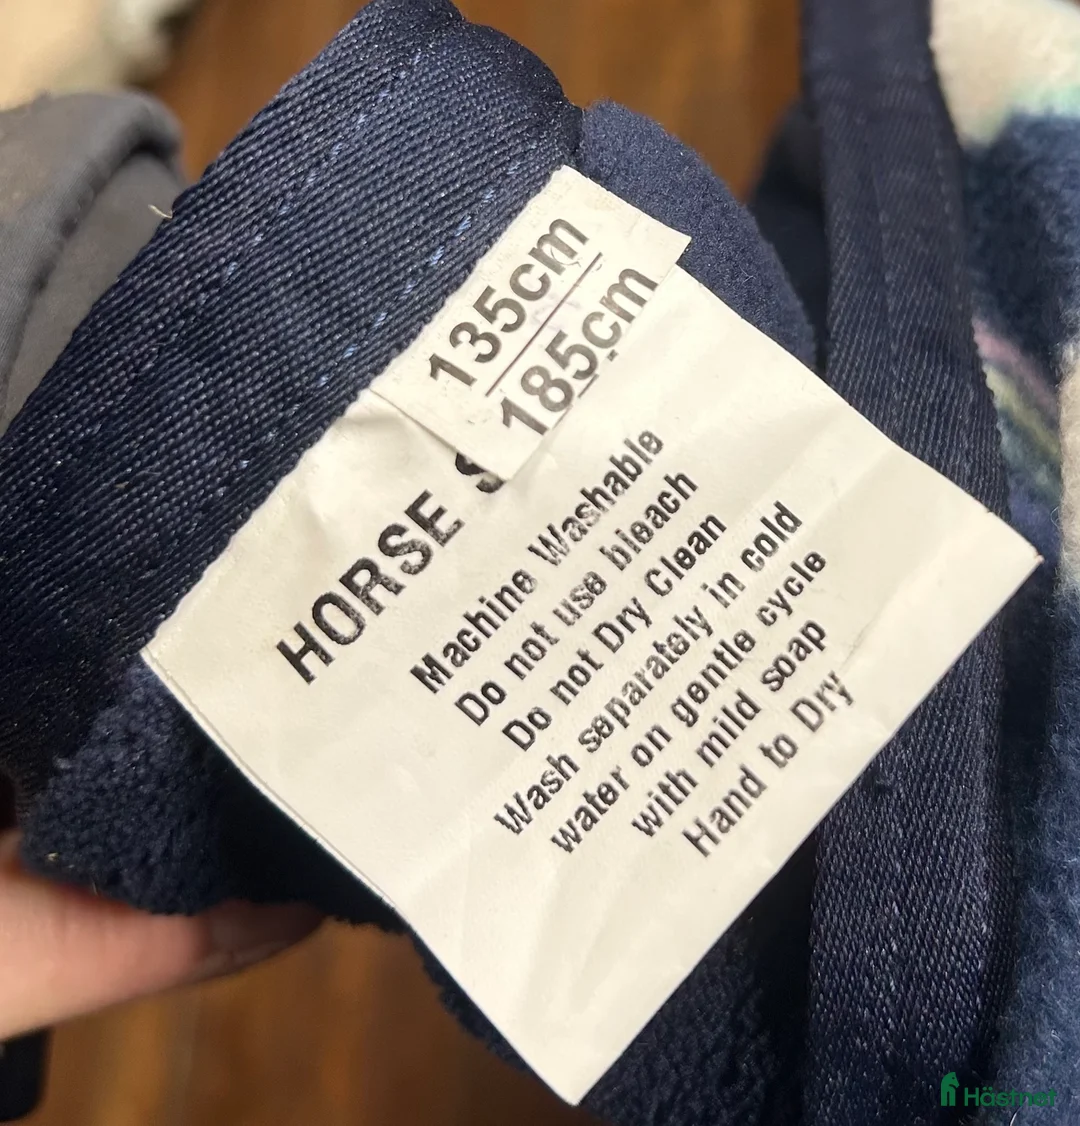 135cm
185cm
HORSE S
Machine Washable
Do not use bleach
Do not Dry Clean
Wash separately in cold
water on gentle cycle
with mild soap
Hand to Dry
Hästnet